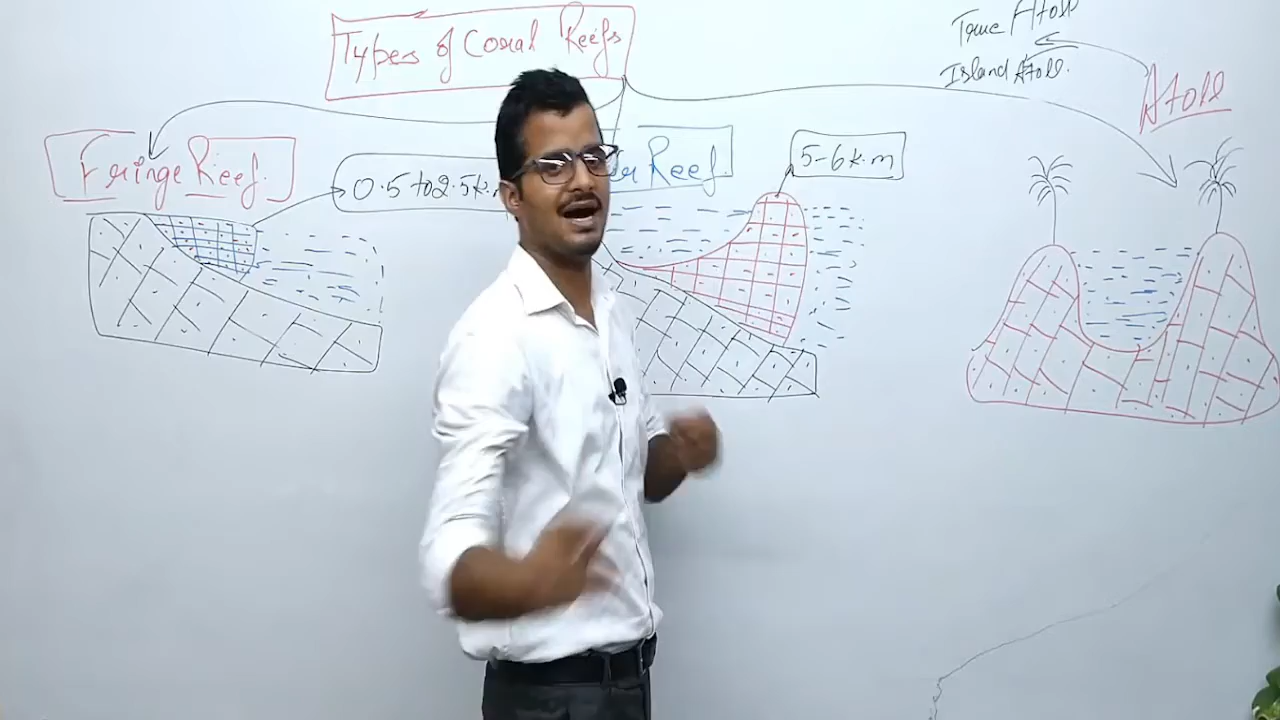 Types of Coral Reefs
True Atoll
Island Atoll.
Atoll
Fringe Reef.
0.5 to 2.5 k.
Reef.
5-6 k.m